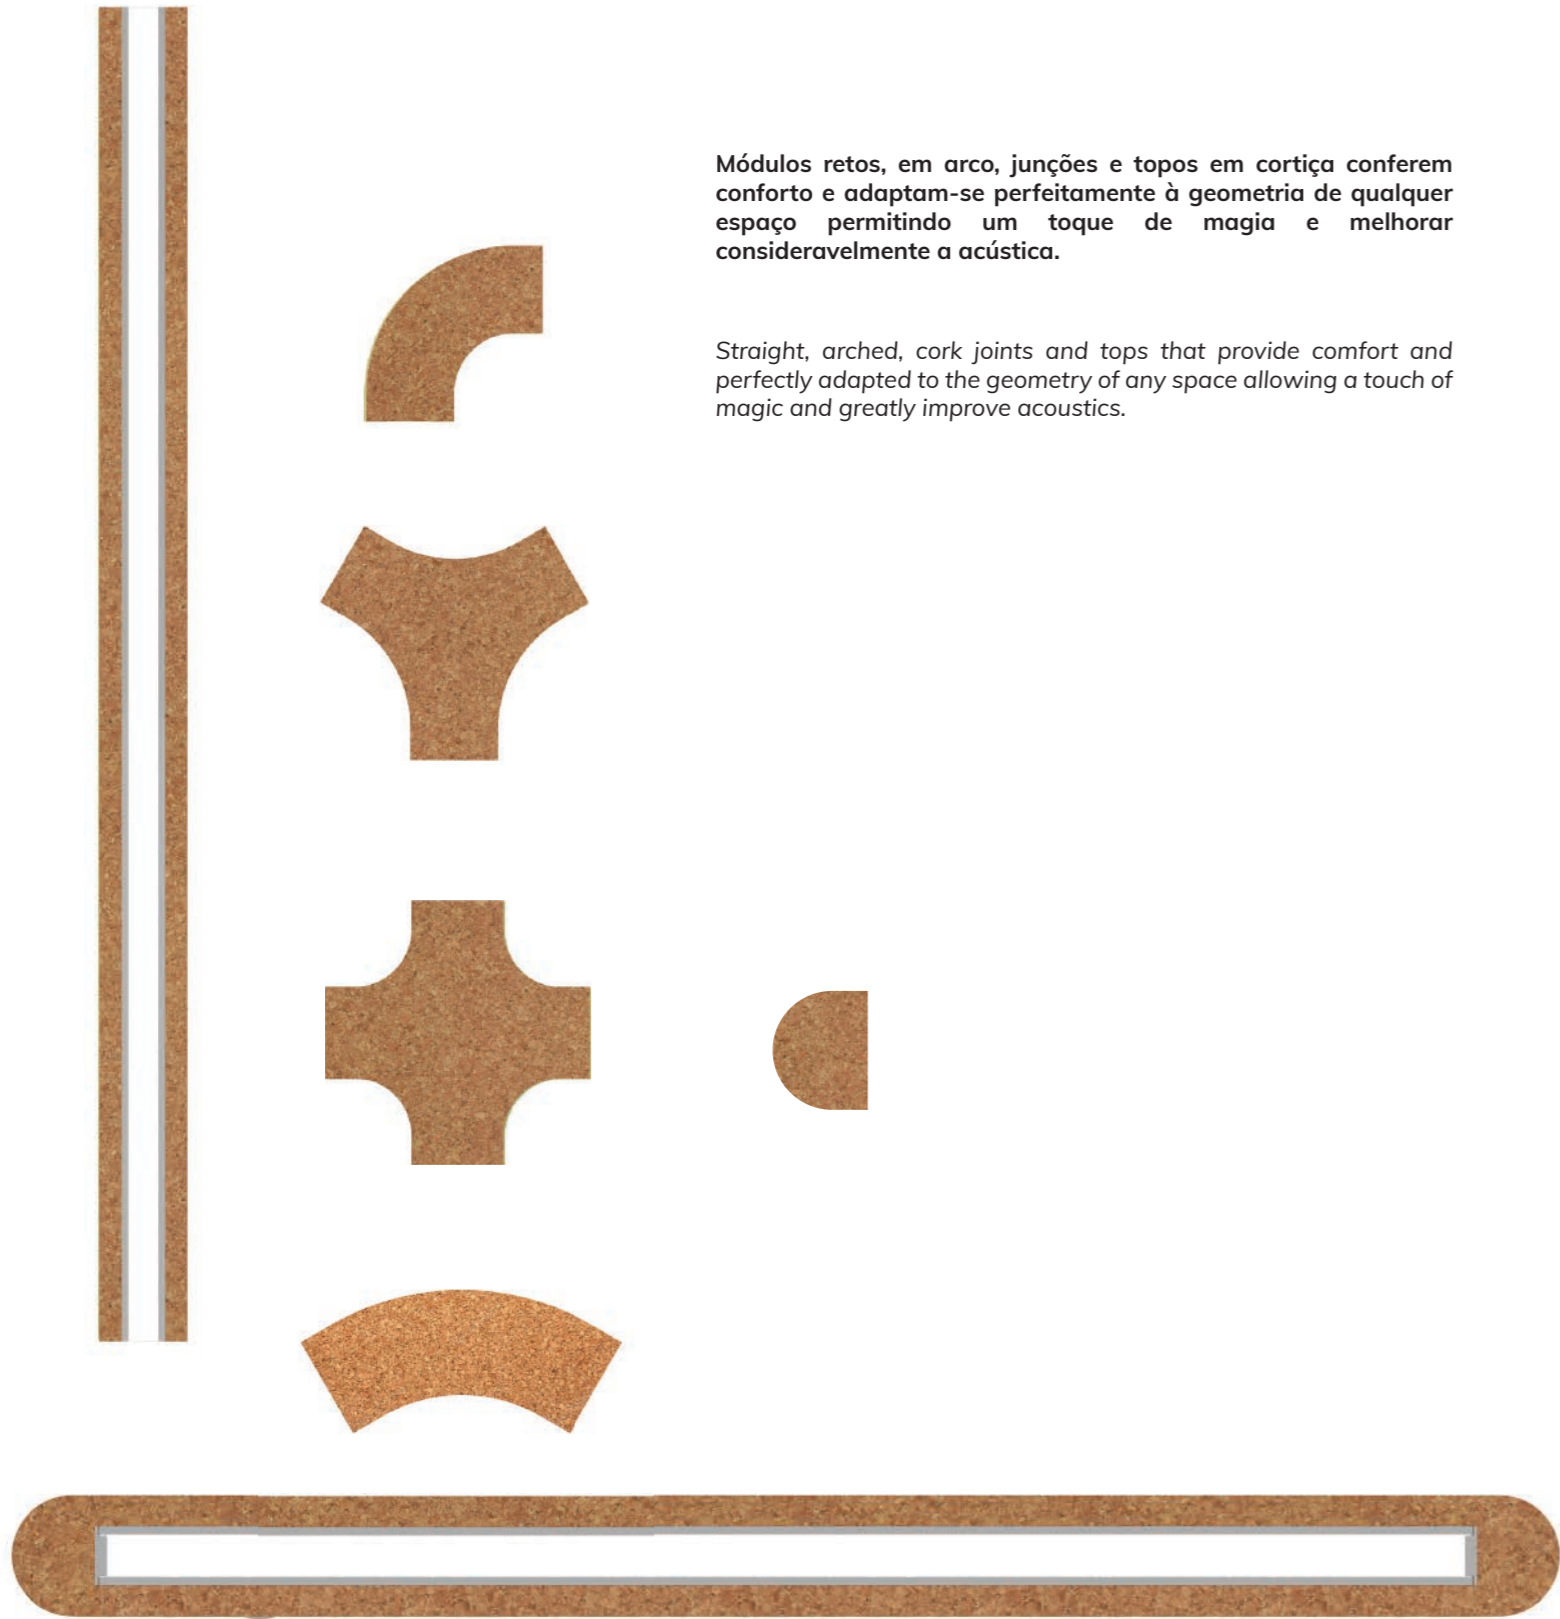 Módulos retos, em arco, junções e topos em cortiça conferem
conforto e adaptam-se perfeitamente à geometria de qualquer
espaço permitindo um toque de magia e melhorar
consideravelmente a acústica.
Straight, arched, cork joints and tops that provide comfort and
perfectly adapted to the geometry of any space allowing a touch of
magic and greatly improve acoustics.